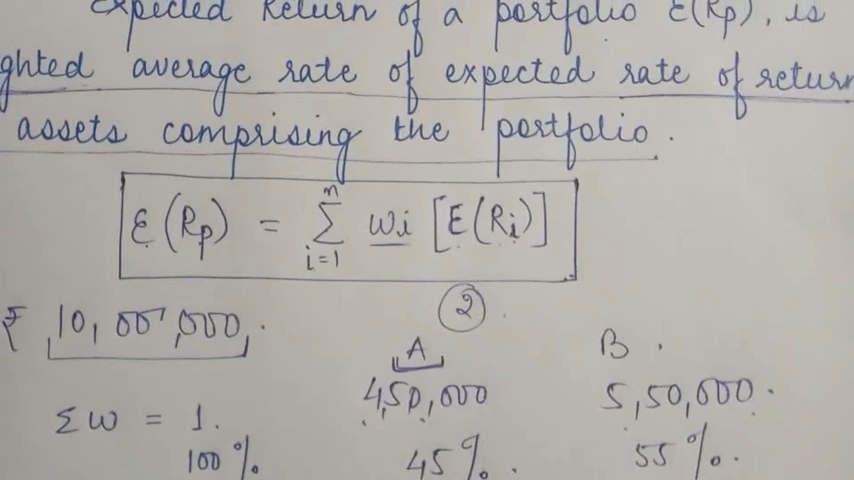 Expected Return of a portfolio E(Rp), is
ghted average rate of expected rate of return
assets comprising the portfolio.
E(Rp) = n∑i=1 wi [E(Ri)]
2
₹ 10,00,000.
A B.
4,50,000 5,50,000.
Σw = 1.
100% 45%. 55%.